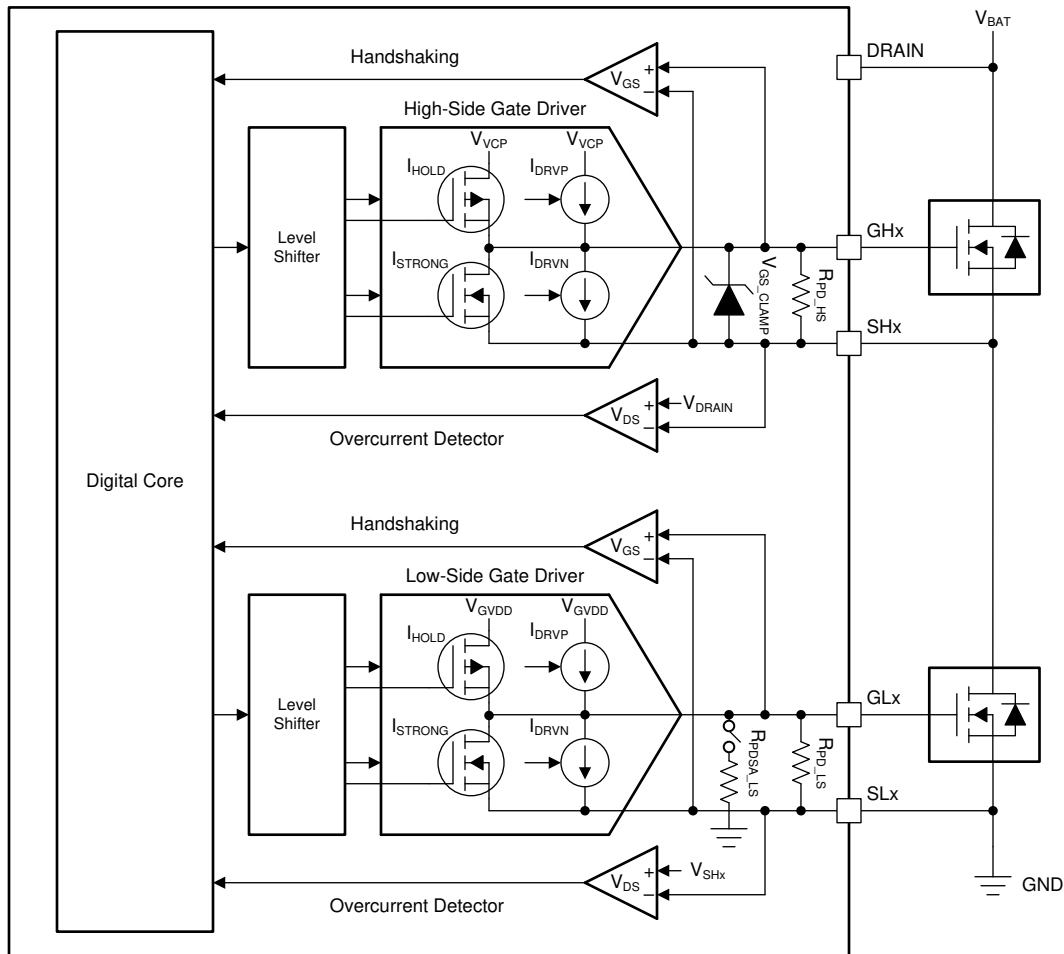 V_BAT
DRAIN
Handshaking
V_GS
+
−
High-Side Gate Driver
V_VCP
V_VCP
I_HOLD
I_DRVP
Level
Shifter
I_STRONG
I_DRVN
V_GS_CLAMP
R_PD_HS
GHx
SHx
V_DS
+
−
V_DRAIN
Overcurrent Detector
Digital Core
Handshaking
V_GS
+
−
Low-Side Gate Driver
V_GVDD
V_GVDD
I_HOLD
I_DRVP
Level
Shifter
I_STRONG
I_DRVN
R_PDSA_LS
R_PD_LS
GLx
SLx
V_DS
+
−
V_SHx
Overcurrent Detector
GND